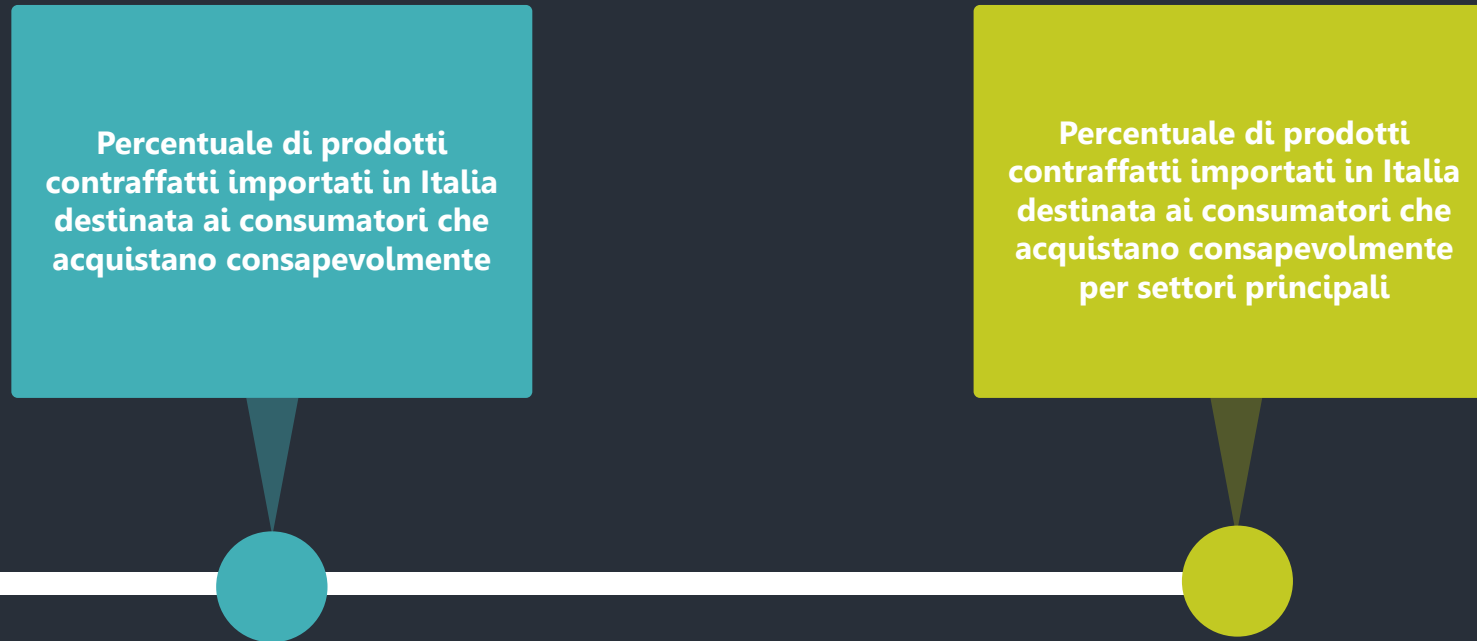 Percentuale di prodotti
contraffatti importati in Italia
destinata ai consumatori che
acquistano consapevolmente
Percentuale di prodotti
contraffatti importati in Italia
destinata ai consumatori che
acquistano consapevolmente
per settori principali